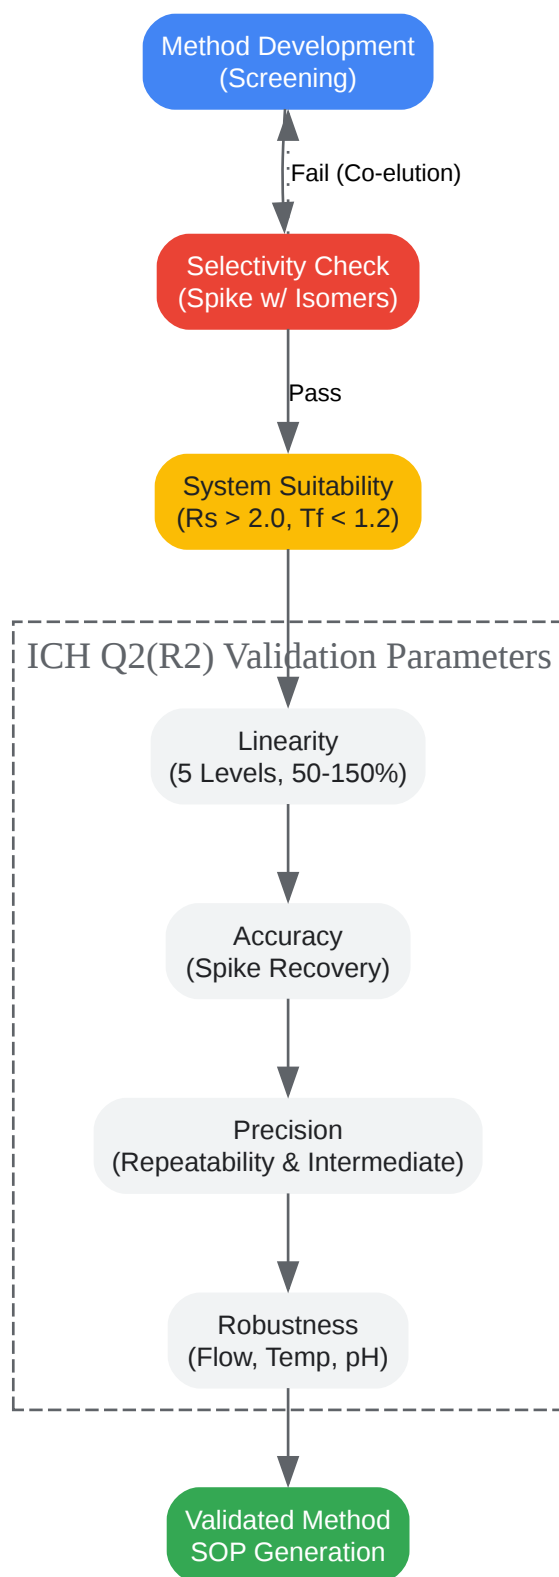 Method Development
(Screening)
Fail (Co-elution)
Selectivity Check
(Spike w/ Isomers)
Pass
System Suitability
(Rs > 2.0, Tf < 1.2)
ICH Q2(R2) Validation Parameters
Linearity
(5 Levels, 50-150%)
Accuracy
(Spike Recovery)
Precision
(Repeatability & Intermediate)
Robustness
(Flow, Temp, pH)
Validated Method
SOP Generation